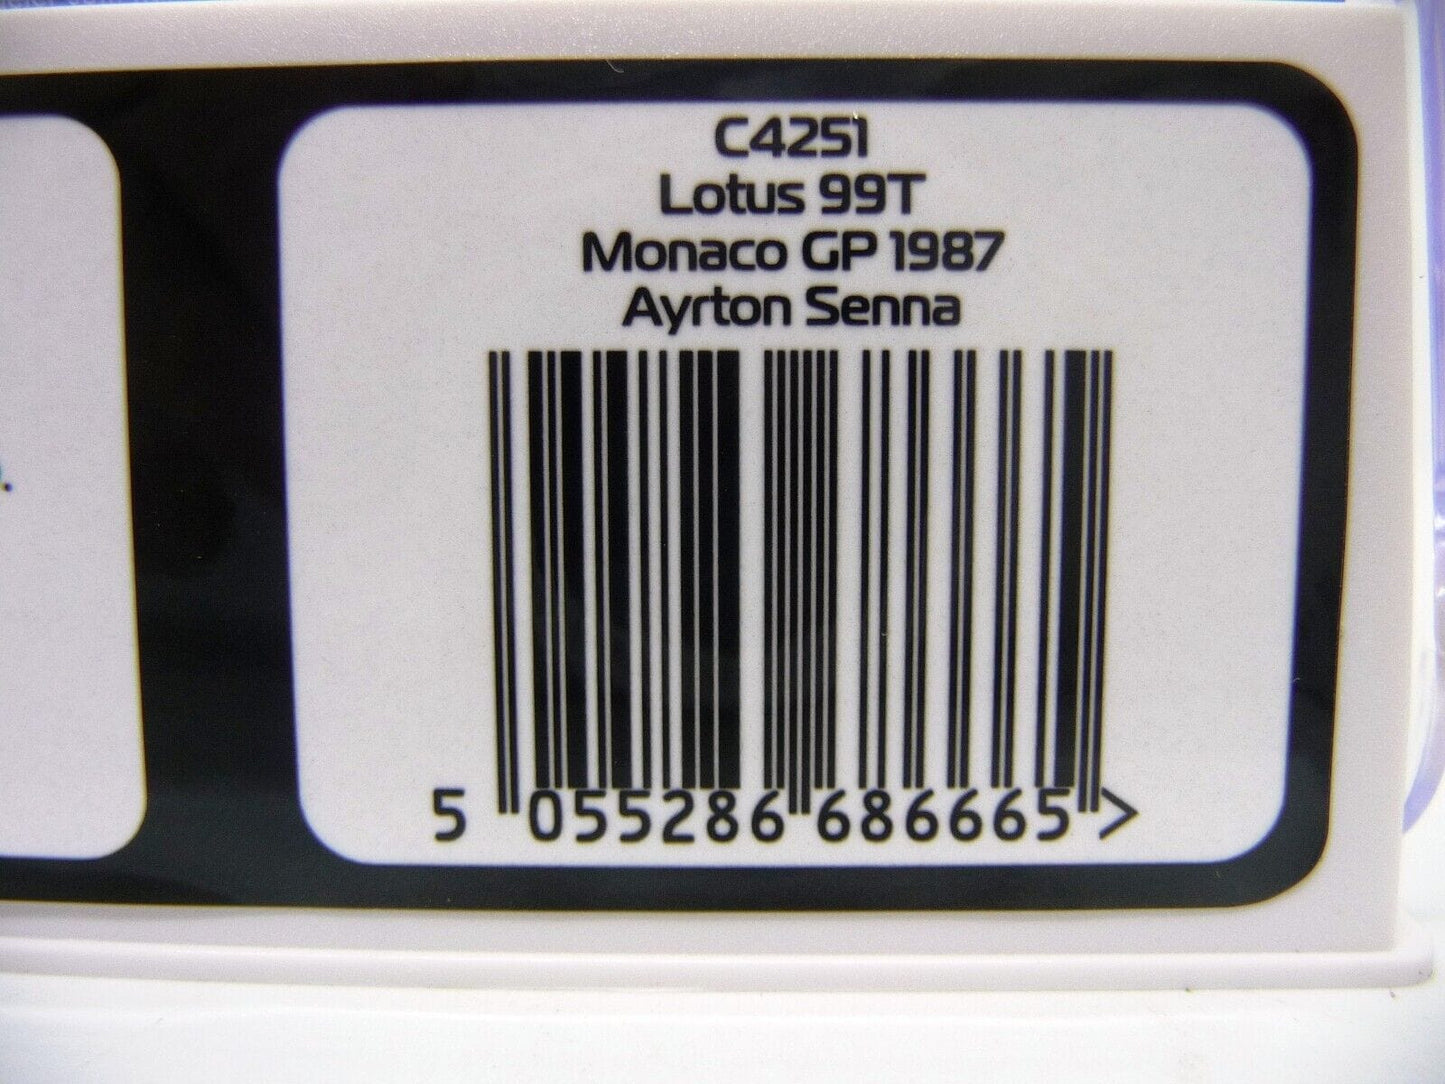 C4251
Lotus 99T
Monaco GP 1987
Ayrton Senna
5 055286 686665 >